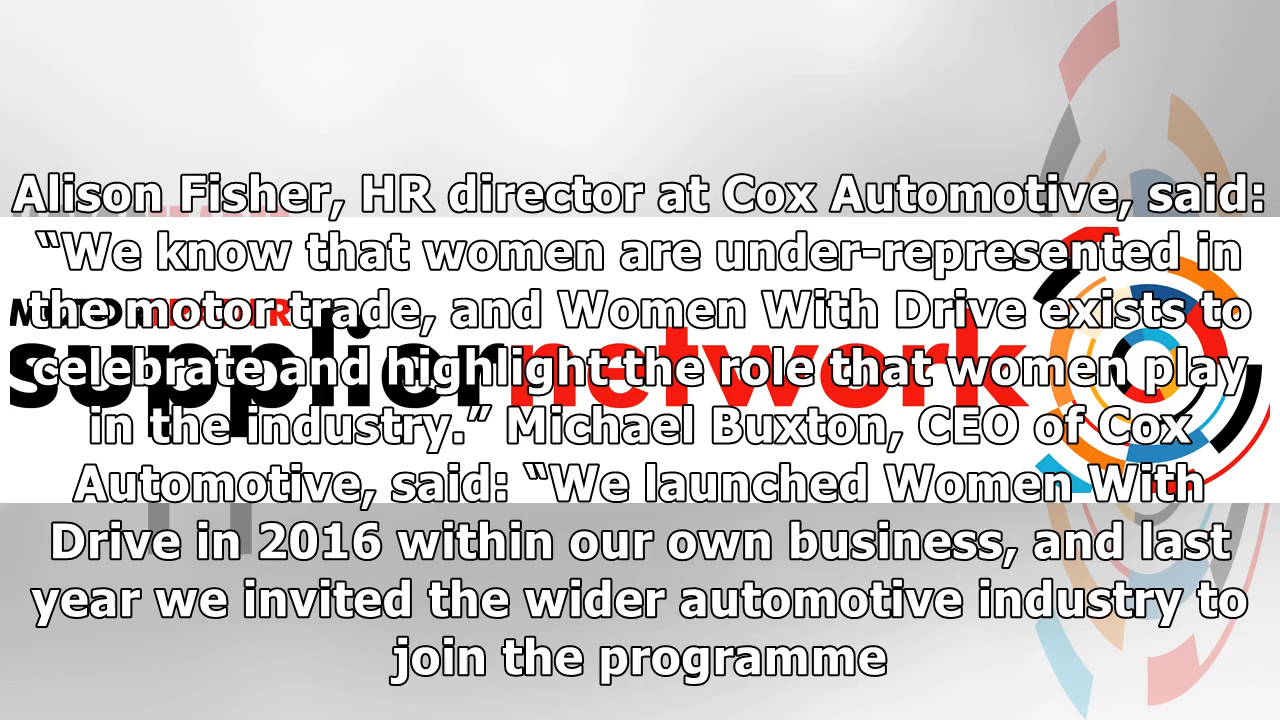 Alison Fisher, HR director at Cox Automotive, said:
“We know that women are under-represented in
the motor trade, and Women With Drive exists to
celebrate and highlight the role that women play
in the industry.” Michael Buxton, CEO of Cox
Automotive, said: “We launched Women With
Drive in 2016 within our own business, and last
year we invited the wider automotive industry to
join the programme
supplier network